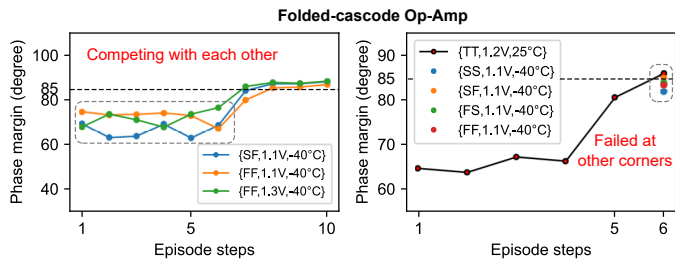 Folded-cascode Op-Amp
Phase margin (degree)
100
85
80
60
40
Competing with each other
{SF,1.1V,-40°C}
{FF,1.1V,-40°C}
{FF,1.3V,-40°C}
1
5
10
Episode steps
Phase margin (degree)
90
85
80
70
60
{TT,1.2V,25°C}
{SS,1.1V,-40°C}
{SF,1.1V,-40°C}
{FS,1.1V,-40°C}
{FF,1.1V,-40°C}
Failed at
other corners
1
5
6
Episode steps